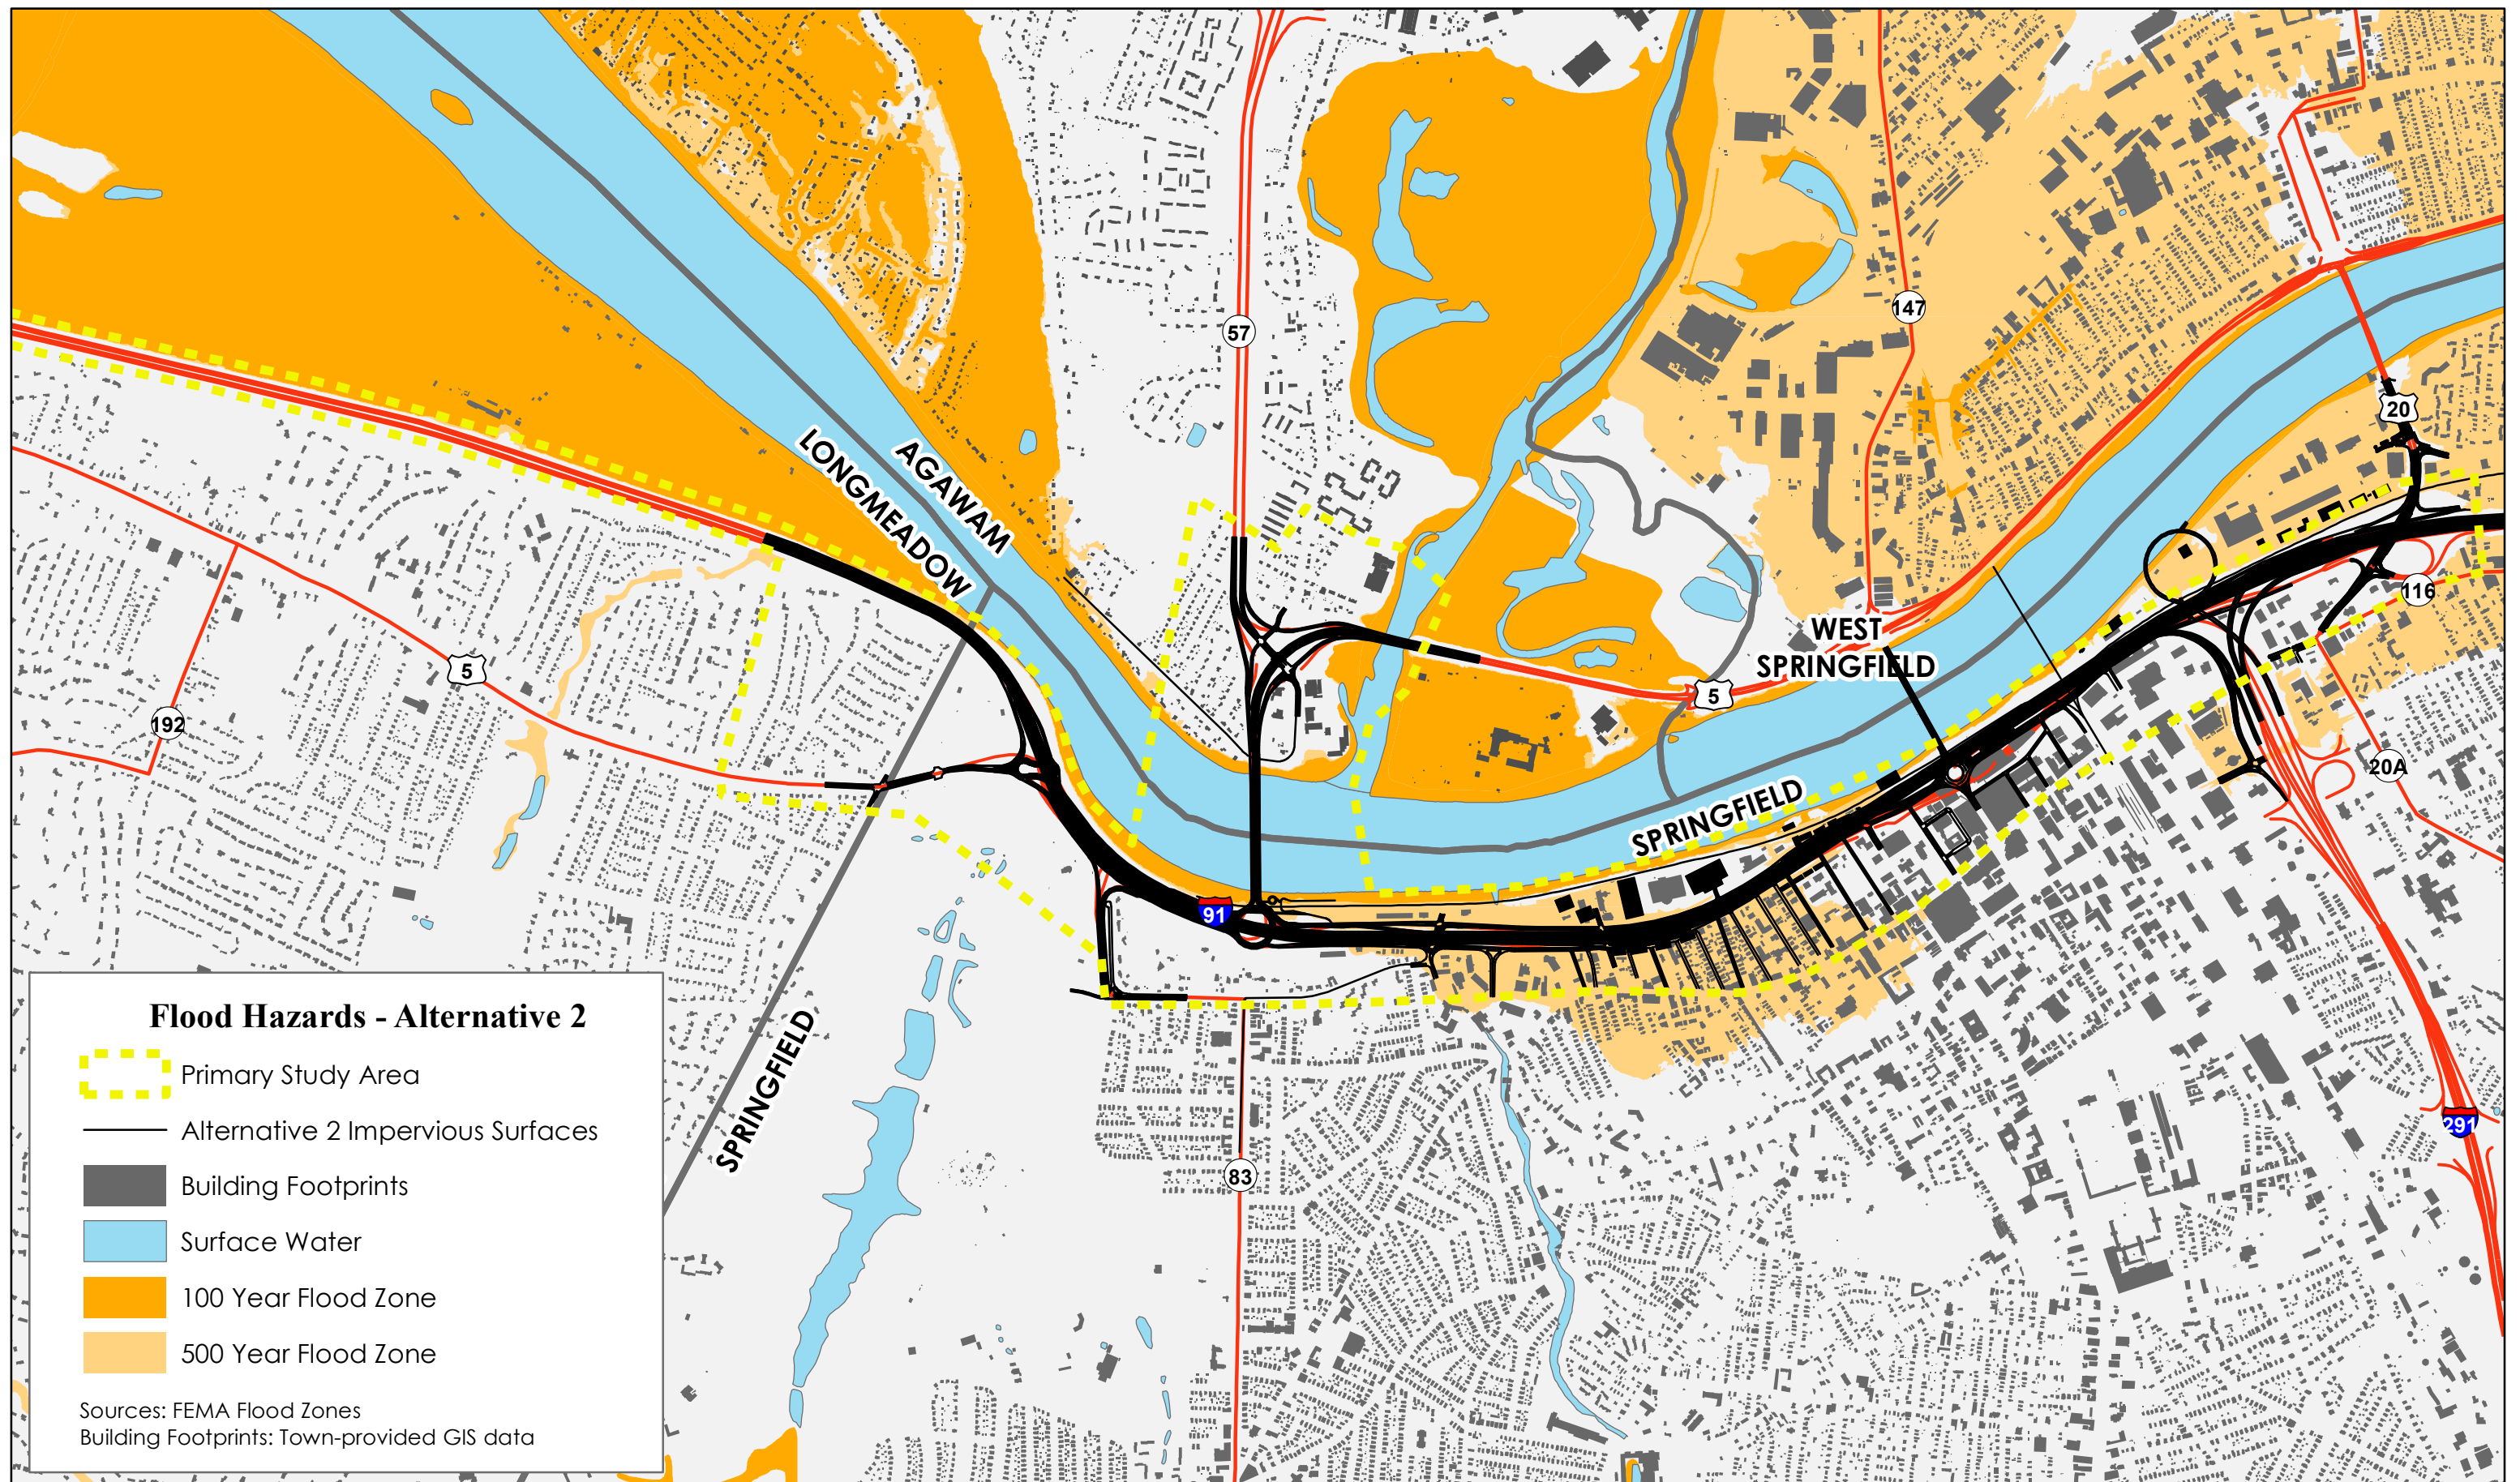 57
147
20
AGAWAM
LONGMEADOW
116
WEST
SPRINGFIELD
5
5
192
20A
SPRINGFIELD
91
SPRINGFIELD
291
83
Flood Hazards - Alternative 2
Primary Study Area
Alternative 2 Impervious Surfaces
Building Footprints
Surface Water
100 Year Flood Zone
500 Year Flood Zone
Sources: FEMA Flood Zones
Building Footprints: Town-provided GIS data